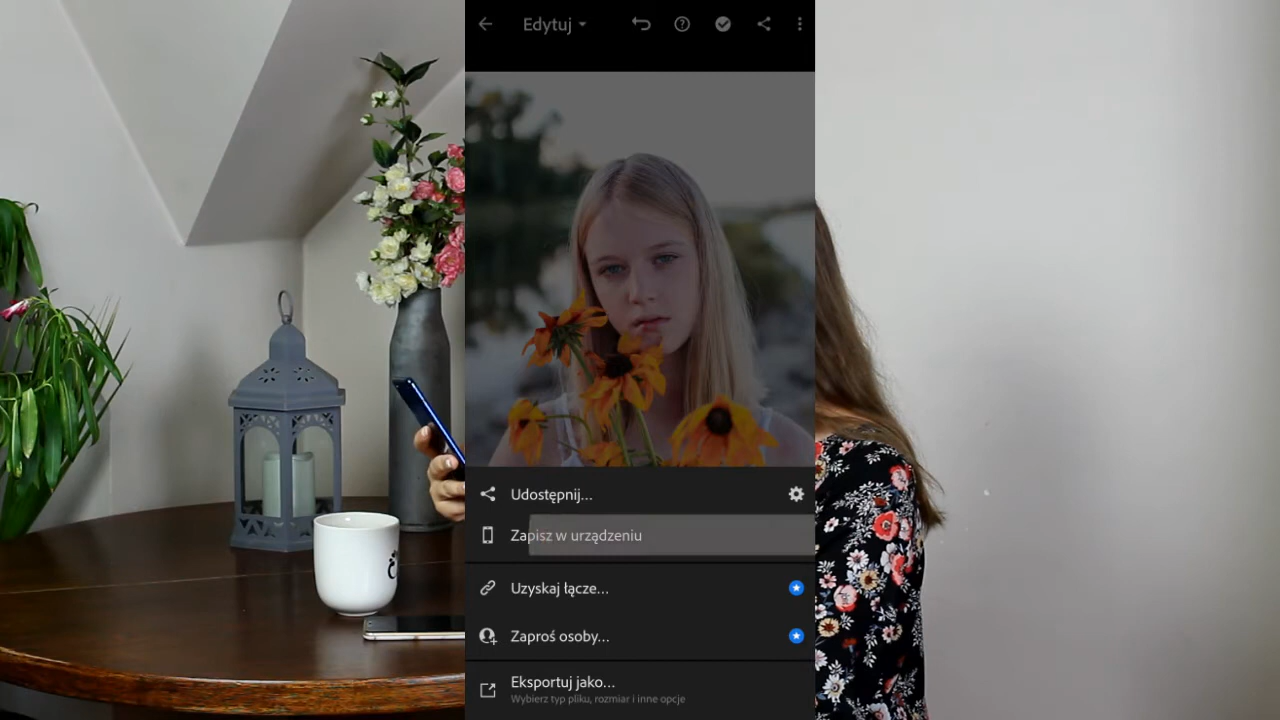 Edytuj
Udostępnij...
Zapisz w urządzeniu
Uzyskaj łącze...
Zaproś osoby...
Eksportuj jako...
Wybierz typ pliku, rozmiar i inne opcje